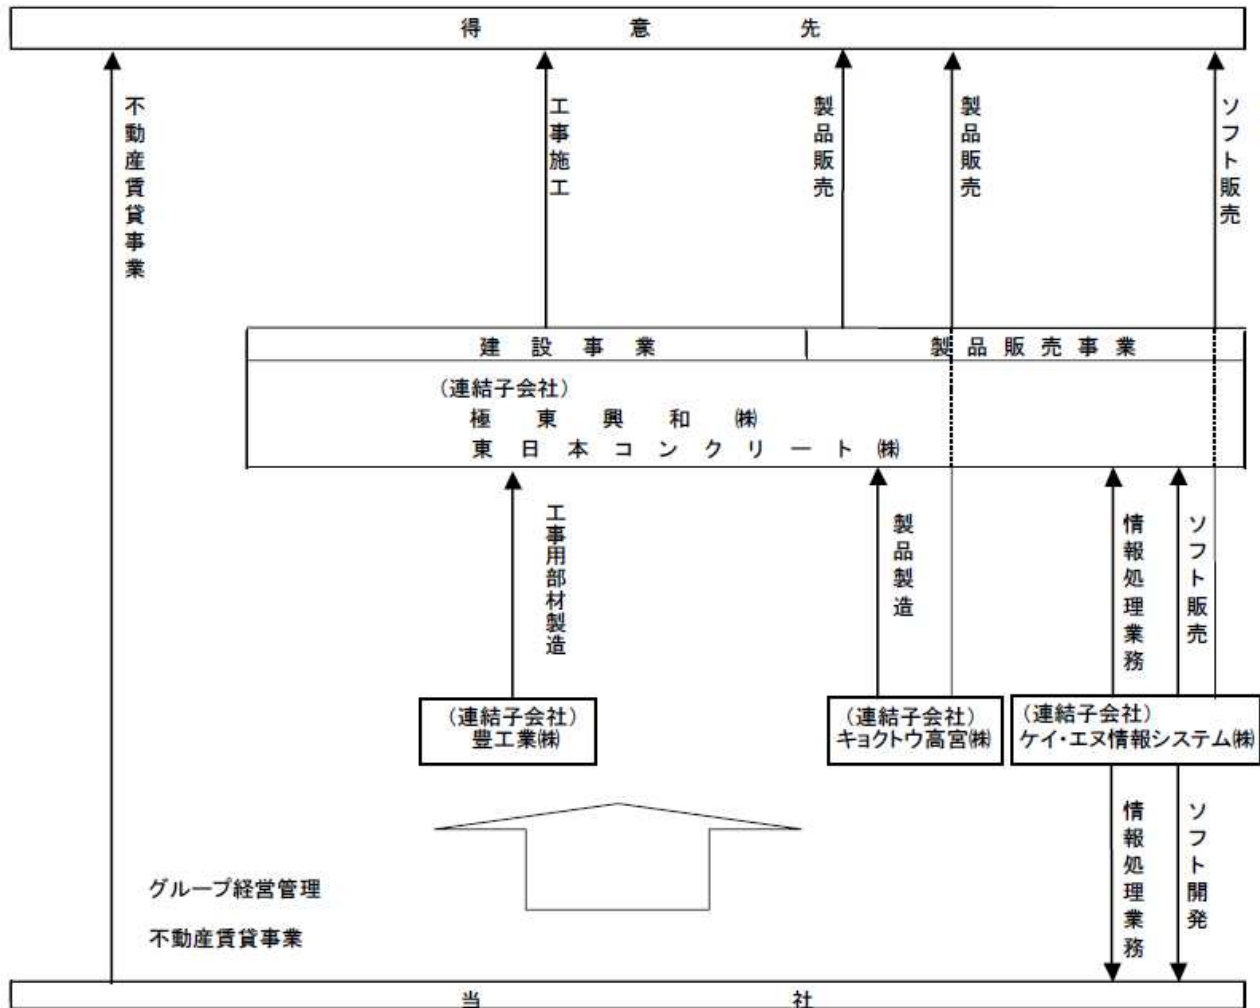 得意先
不動産賃貸事業
工事施工
製品販売
製品販売
ソフト販売
建設事業
製品販売事業
(連結子会社)
極東興和㈱
東日本コンクリート㈱
工事用部材製造
製品製造
情報処理業務
ソフト販売
(連結子会社)
豊工業㈱
(連結子会社)
キョクトウ高宮㈱
(連結子会社)
ケイ・エヌ情報システム㈱
情報処理業務
ソフト開発
グループ経営管理
不動産賃貸事業
当社